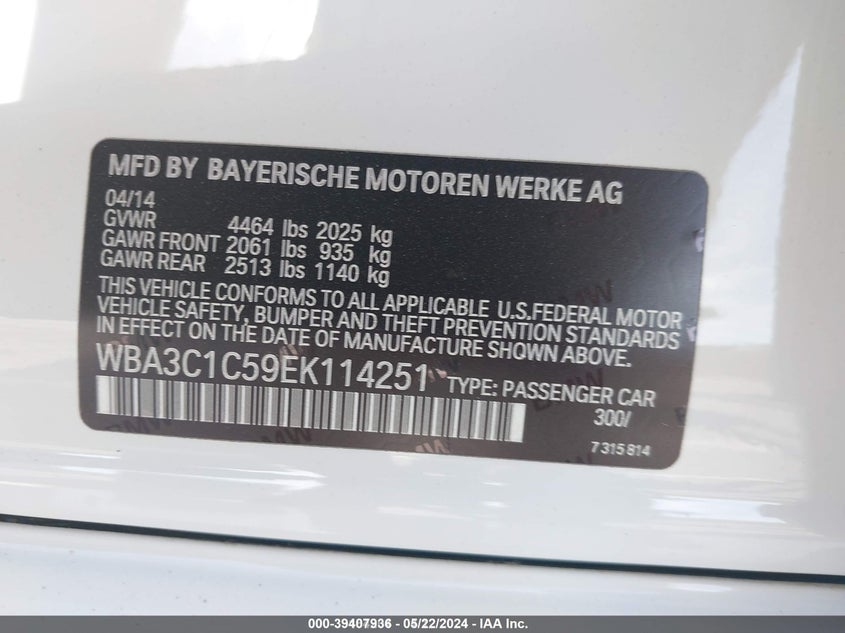 MFD BY BAYERISCHE MOTOREN WERKE AG
04/14
GVWR 4464 lbs 2025 kg
GAWR FRONT 2061 lbs 935 kg
GAWR REAR 2513 lbs 1140 kg
THIS VEHICLE CONFORMS TO ALL APPLICABLE U.S.FEDERAL MOTOR
VEHICLE SAFETY, BUMPER AND THEFT PREVENTION STANDARDS
IN EFFECT ON THE DATE OF MANUFACTURE SHOWN ABOVE.
WBA3C1C59EK114251 TYPE: PASSENGER CAR
300/
7315814
BMW
BMW
000-39407936 - 05/22/2024 - IAA Inc.